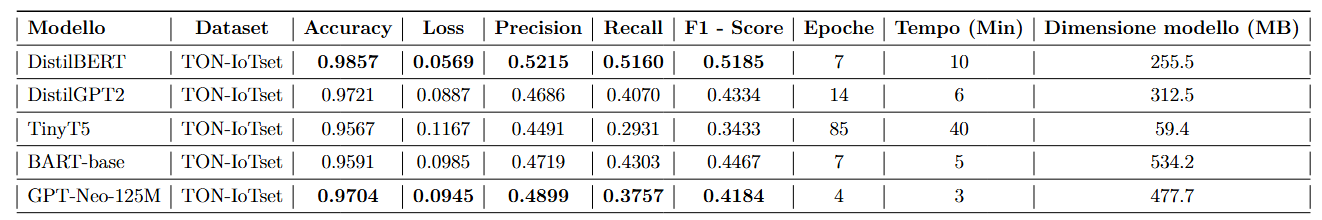 Modello Dataset Accuracy Loss Precision Recall F1 - Score Epoche Tempo (Min) Dimensione modello (MB)
DistilBERT TON-IoTset 0.9857 0.0569 0.5215 0.5160 0.5185 7 10 255.5
DistilGPT2 TON-IoTset 0.9721 0.0887 0.4686 0.4070 0.4334 14 6 312.5
TinyT5 TON-IoTset 0.9567 0.1167 0.4491 0.2931 0.3433 85 40 59.4
BART-base TON-IoTset 0.9591 0.0985 0.4719 0.4303 0.4467 7 5 534.2
GPT-Neo-125M TON-IoTset 0.9704 0.0945 0.4899 0.3757 0.4184 4 3 477.7